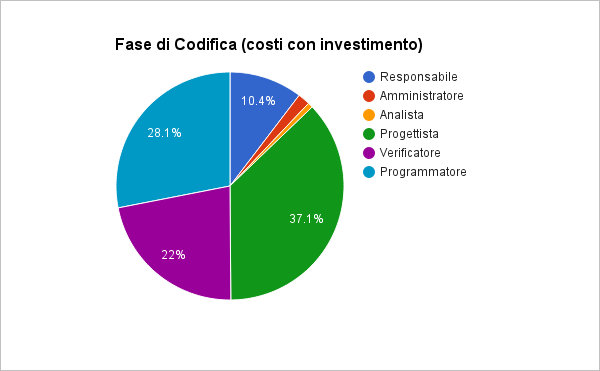 Fase di Codifica (costi con investimento)
Responsabile
Amministratore
Analista
Progettista
Verificatore
Programmatore
10.4%
28.1%
37.1%
22%